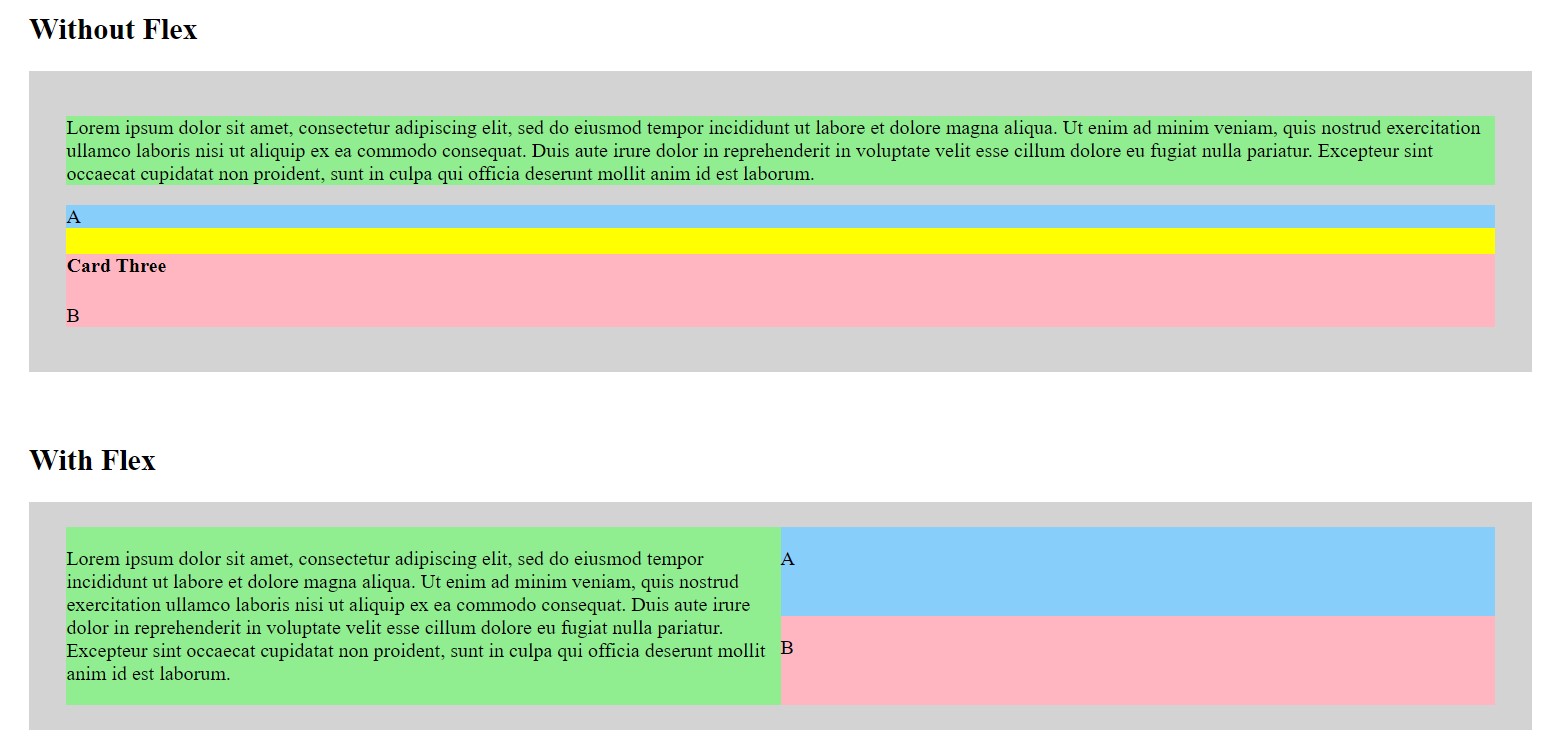 Without Flex
Lorem ipsum dolor sit amet, consectetur adipiscing elit, sed do eiusmod tempor incididunt ut labore et dolore magna aliqua. Ut enim ad minim veniam, quis nostrud exercitation
ullamco laboris nisi ut aliquip ex ea commodo consequat. Duis aute irure dolor in reprehenderit in voluptate velit esse cillum dolore eu fugiat nulla pariatur. Excepteur sint
occaecat cupidatat non proident, sunt in culpa qui officia deserunt mollit anim id est laborum.
A
Card Three
B
With Flex
Lorem ipsum dolor sit amet, consectetur adipiscing elit, sed do eiusmod tempor
incididunt ut labore et dolore magna aliqua. Ut enim ad minim veniam, quis nostrud
exercitation ullamco laboris nisi ut aliquip ex ea commodo consequat. Duis aute irure
dolor in reprehenderit in voluptate velit esse cillum dolore eu fugiat nulla pariatur.
Excepteur sint occaecat cupidatat non proident, sunt in culpa qui officia deserunt mollit
anim id est laborum.
A
B